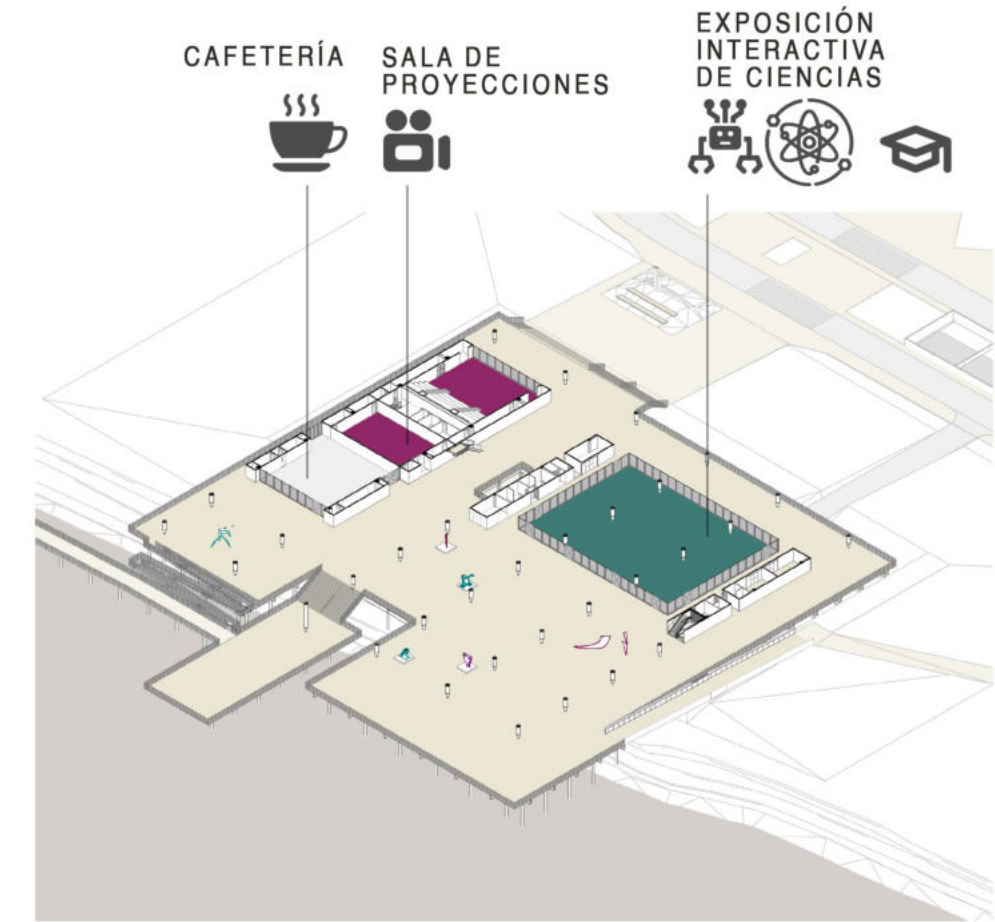 CAFETERÍA
SALA DE
PROYECCIONES
EXPOSICIÓN
INTERACTIVA
DE CIENCIAS